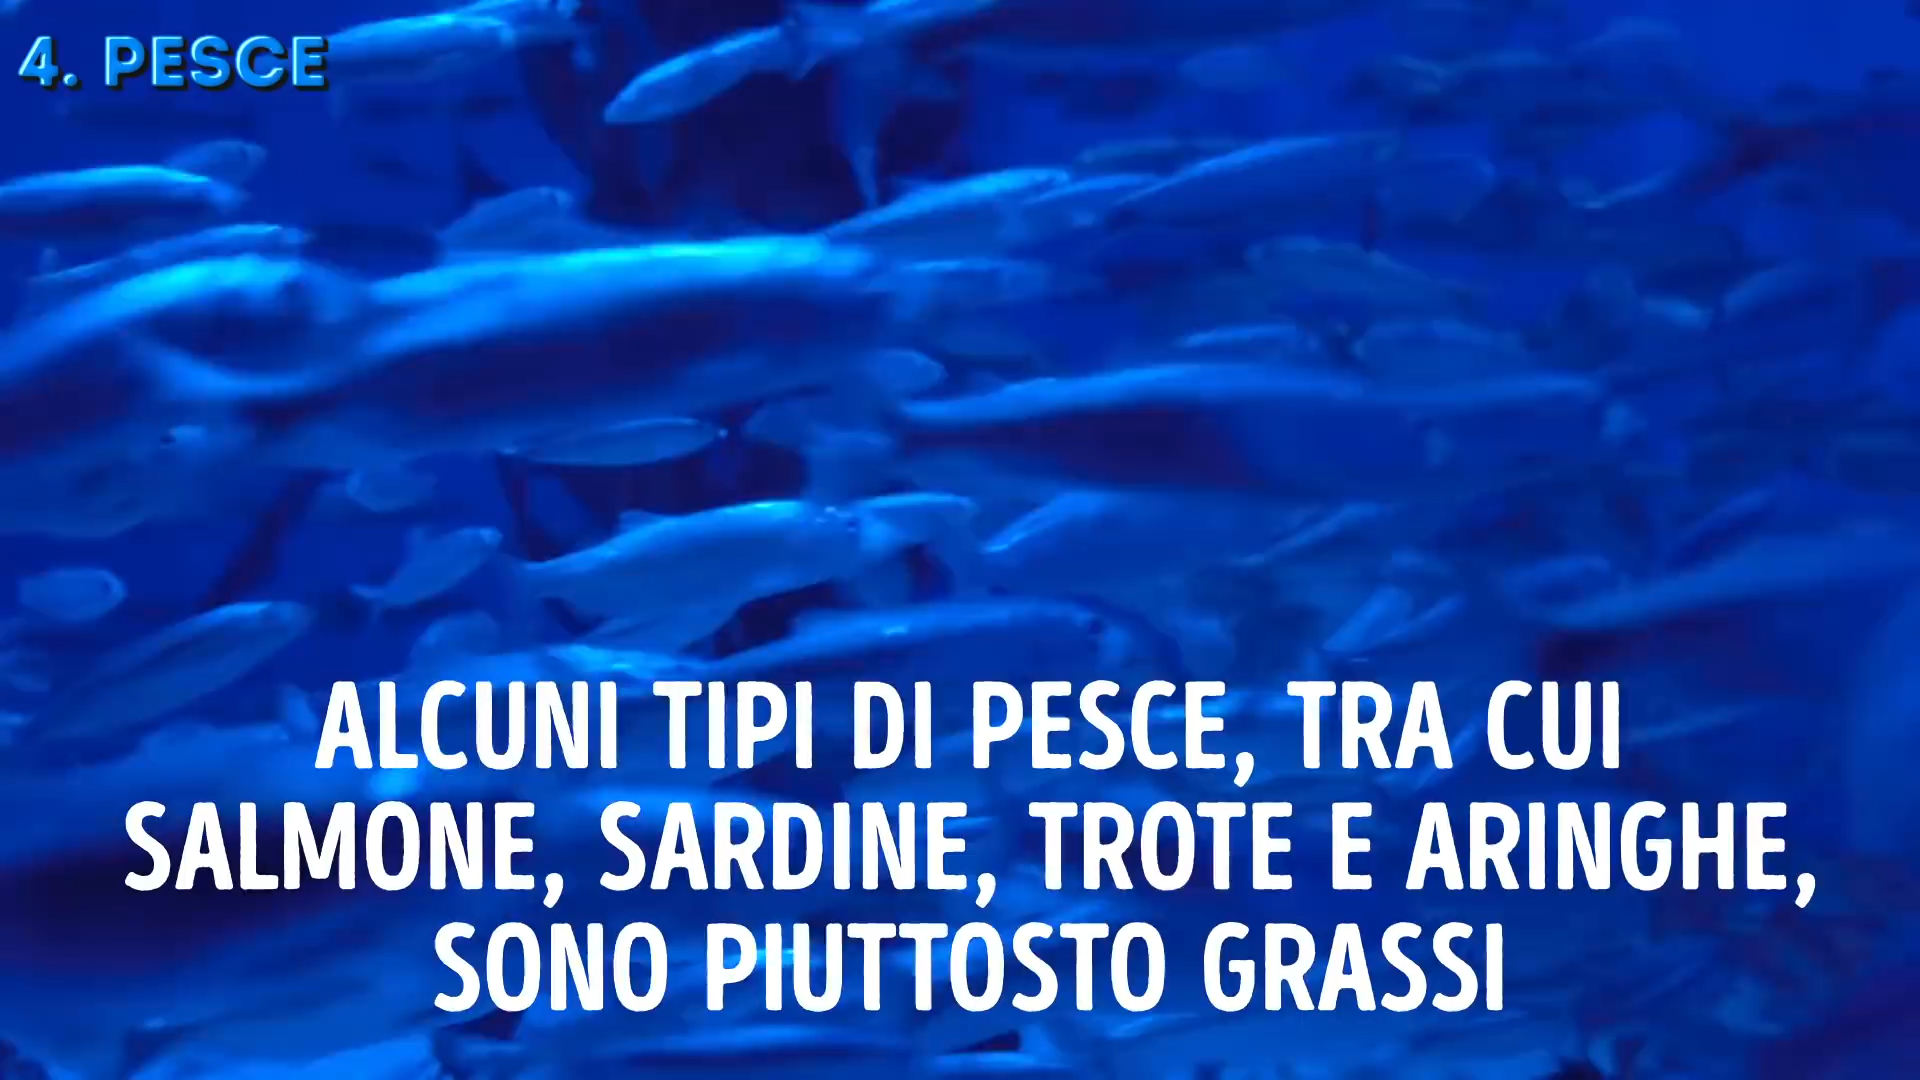 4. PESCE
ALCUNI TIPI DI PESCE, TRA CUI
SALMONE, SARDINE, TROTE E ARINGHE,
SONO PIUTTOSTO GRASSI